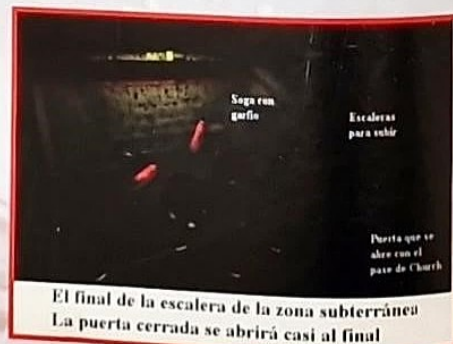 Soga con
garfio
Escaleras
para subir
Puerta que se
abre con el
pase de Church
El final de la escalera de la zona subterránea
La puerta cerrada se abrirá casi al final